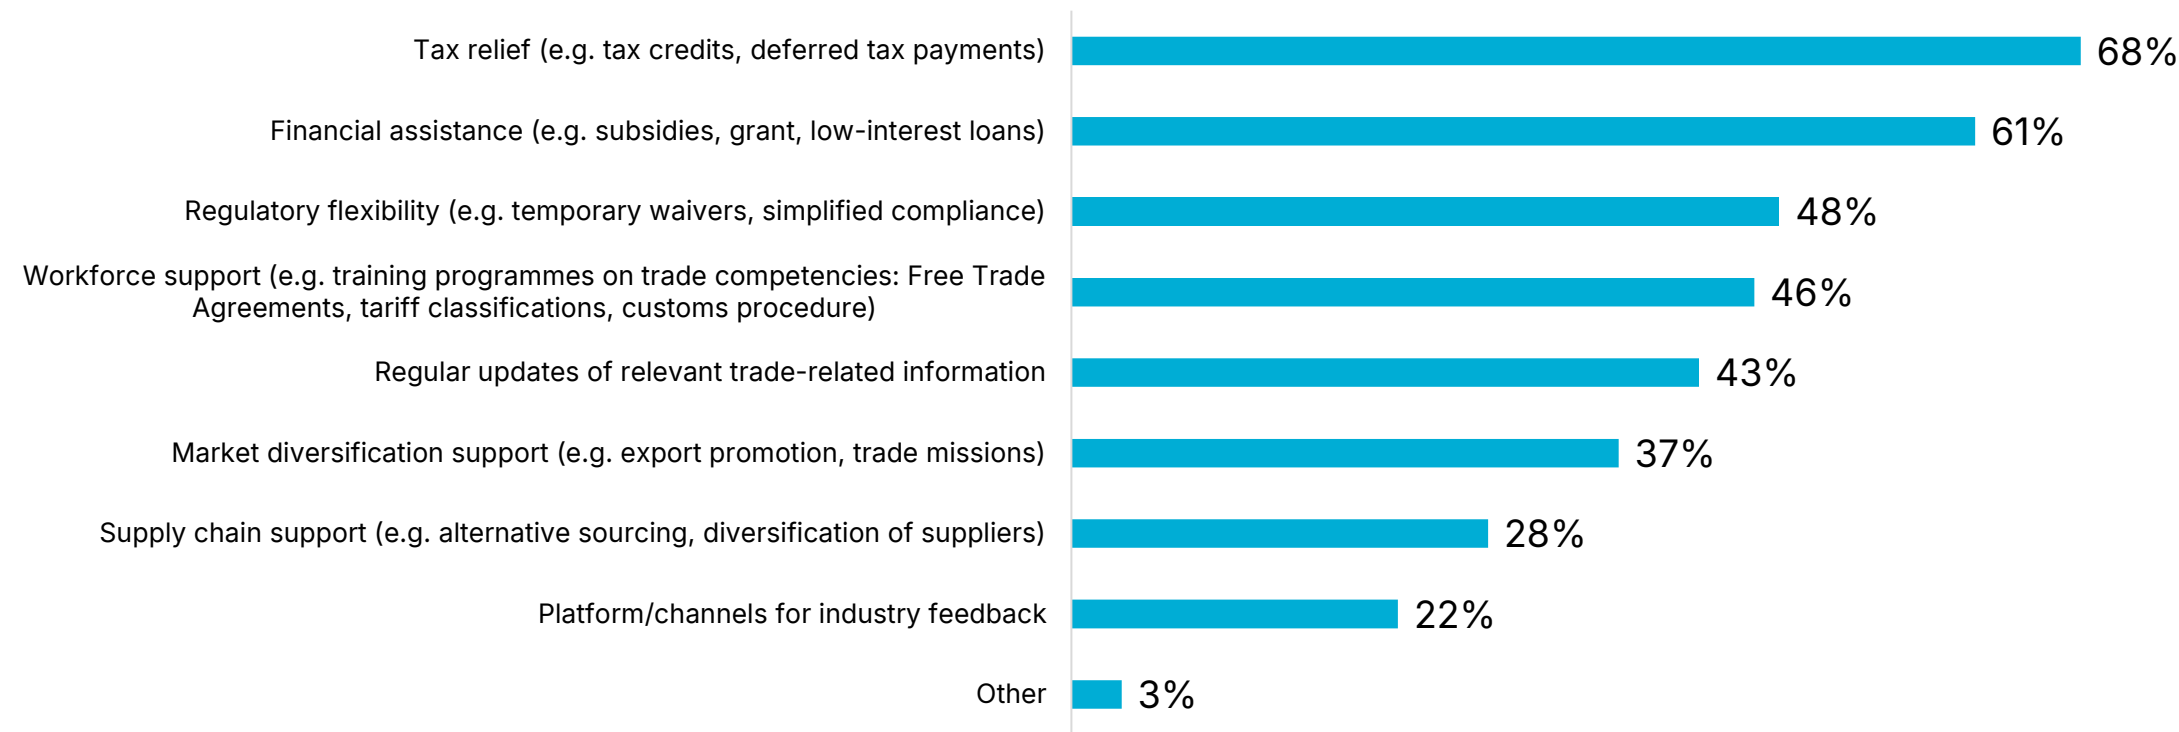 Tax relief (e.g. tax credits, deferred tax payments) 68%
Financial assistance (e.g. subsidies, grant, low-interest loans) 61%
Regulatory flexibility (e.g. temporary waivers, simplified compliance) 48%
Workforce support (e.g. training programmes on trade competencies: Free Trade
Agreements, tariff classifications, customs procedure) 46%
Regular updates of relevant trade-related information 43%
Market diversification support (e.g. export promotion, trade missions) 37%
Supply chain support (e.g. alternative sourcing, diversification of suppliers) 28%
Platform/channels for industry feedback 22%
Other 3%